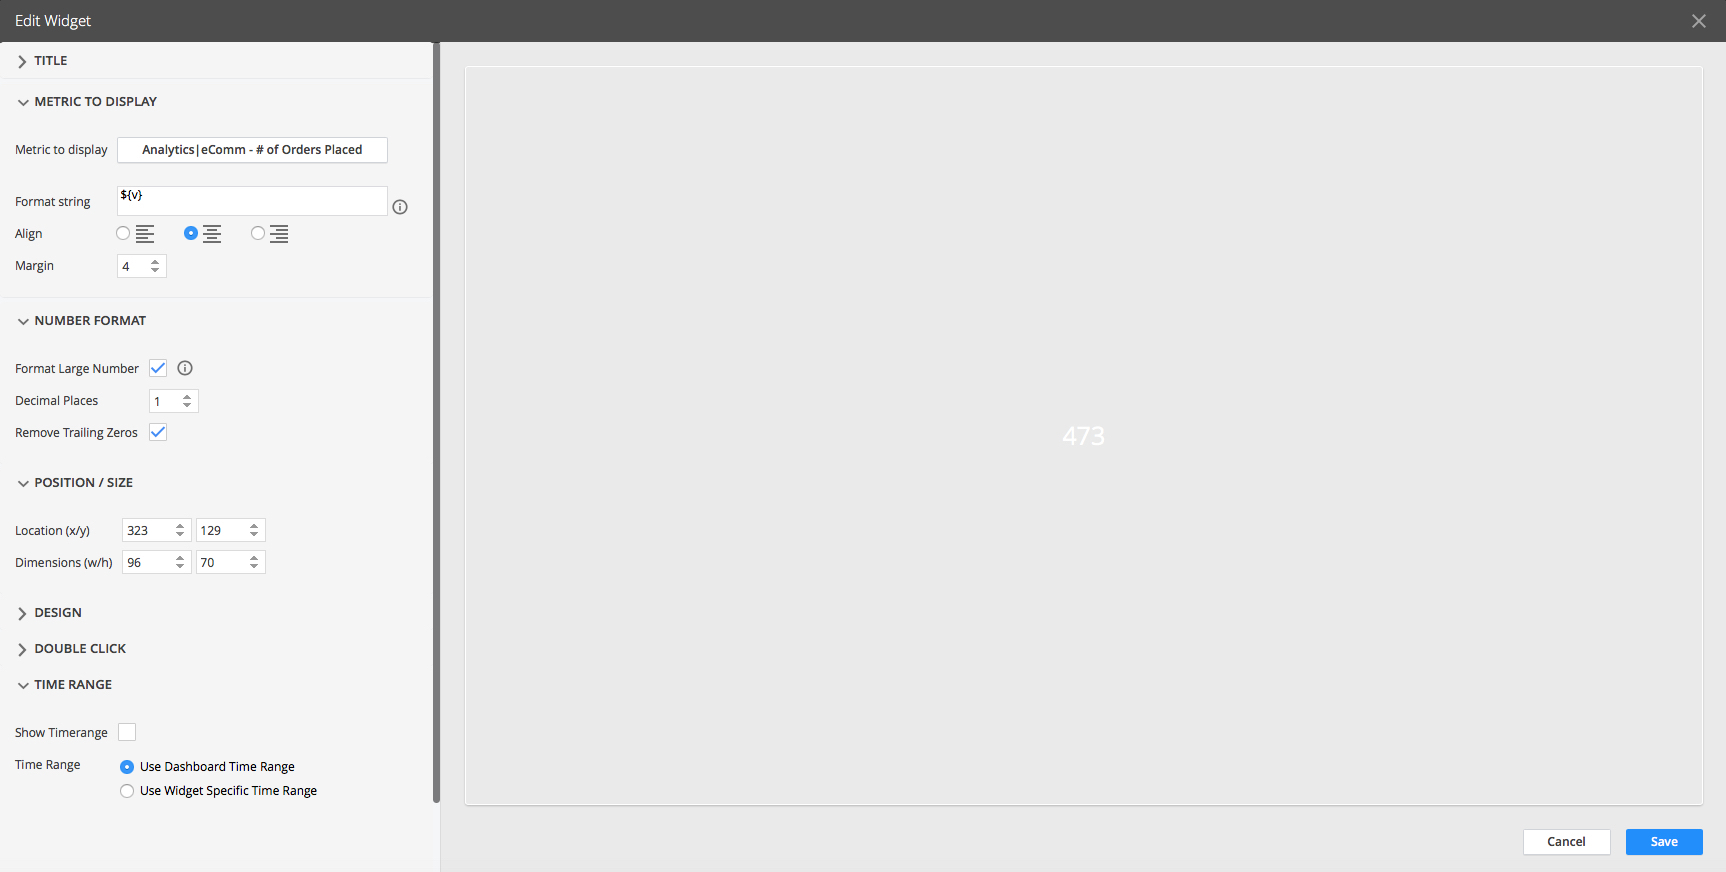 Edit Widget
TITLE
METRIC TO DISPLAY
Metric to display Analytics|eComm - # of Orders Placed
Format string ${v}
Align
Margin 4
NUMBER FORMAT
Format Large Number
Decimal Places 1
Remove Trailing Zeros
473
POSITION / SIZE
Location (x/y) 323 129
Dimensions (w/h) 96 70
DESIGN
DOUBLE CLICK
TIME RANGE
Show Timerange
Time Range Use Dashboard Time Range
Use Widget Specific Time Range
Cancel Save